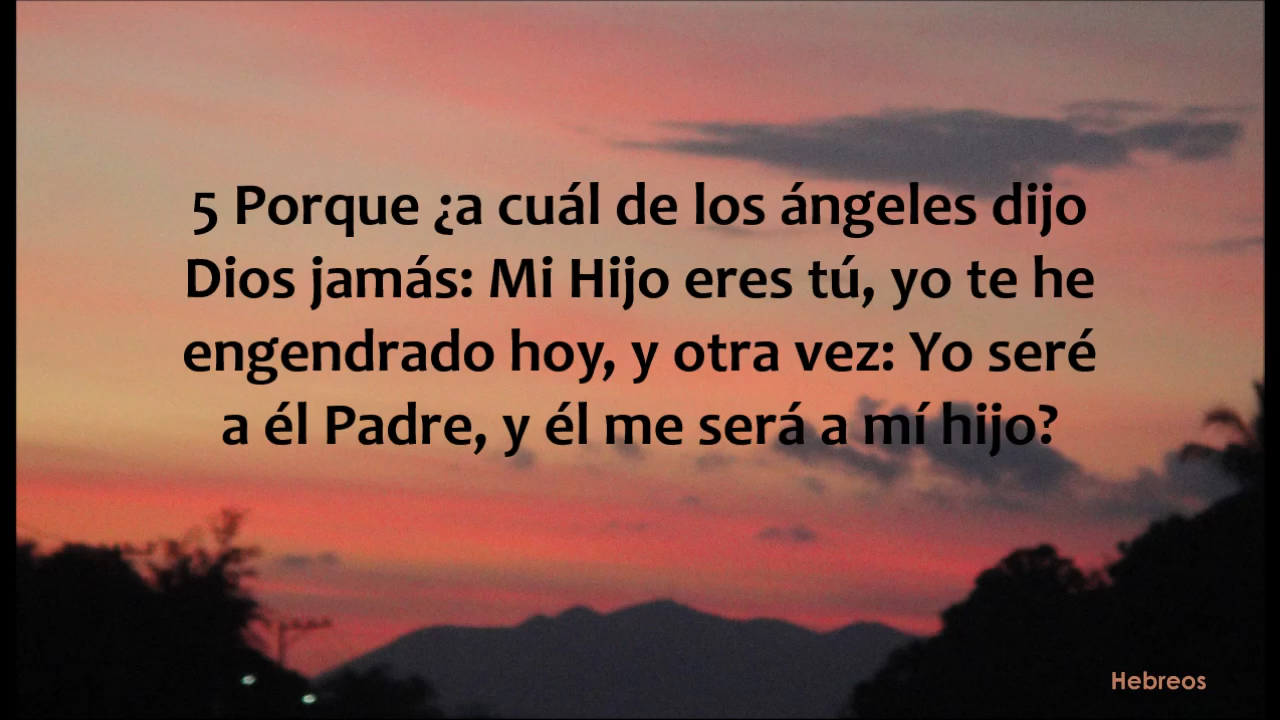 5 Porque ¿a cuál de los ángeles dijo
Dios jamás: Mi Hijo eres tú, yo te he
engendrado hoy, y otra vez: Yo seré
a él Padre, y él me será a mí hijo?
Hebreos